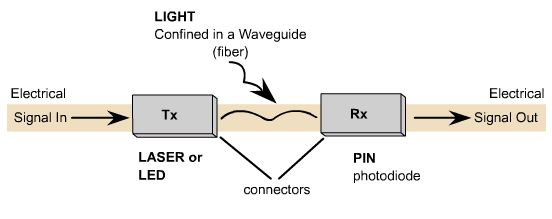 LIGHT
Confined in a Waveguide
(fiber)
Electrical
Signal In
Tx
Rx
Electrical
Signal Out
LASER or
LED
PIN
photodiode
connectors